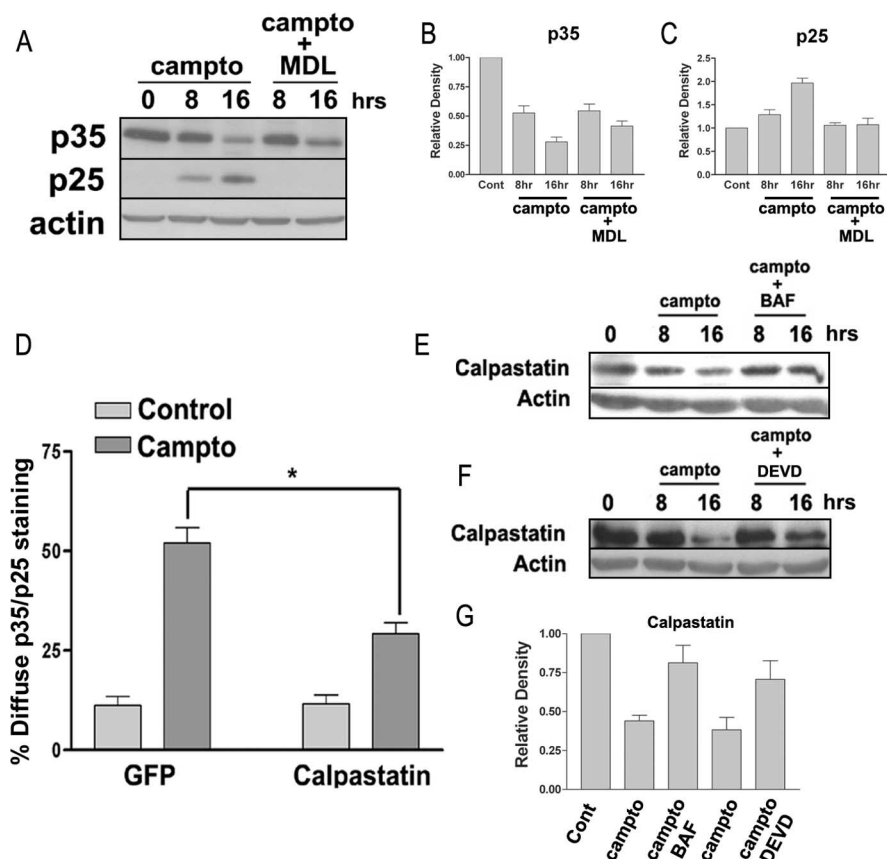 A
campto
+
MDL
campto
0 8 16 8 16 hrs
p35
p25
actin
B
p35
Relative Density
1.00
0.75
0.50
0.25
0.00
Cont 8hr 16hr 8hr 16hr
campto campto
+
MDL
C
p25
Relative Density
2.5
2.0
1.5
1.0
0.5
0.0
Cont 8hr 16hr 8hr 16hr
campto campto
+
MDL
D
Control
Campto
% Diffuse p35/p25 staining
75
50
25
0
*
GFP Calpastatin
E
campto
+
BAF
campto
0 8 16 8 16 hrs
Calpastatin
Actin
F
campto
+
DEVD
campto
0 8 16 8 16 hrs
Calpastatin
Actin
G
Calpastatin
Relative Density
1.00
0.75
0.50
0.25
0.00
Cont
campto
campto
BAF
campto
campto
DEVD